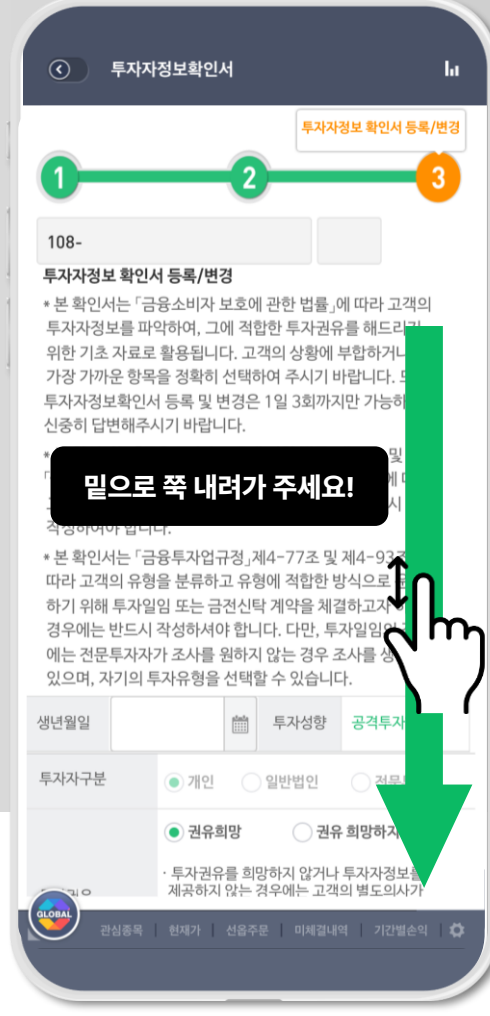 투자자정보확인서
투자자정보 확인서 등록/변경
1
2
3
108-
투자자정보 확인서 등록/변경
* 본 확인서는 「금융소비자 보호에 관한 법률」에 따라 고객의
투자자정보를 파악하여, 그에 적합한 투자권유를 해드리기
위한 기초 자료로 활용됩니다. 고객의 상황에 부합하거나
가장 가까운 항목을 정확히 선택하여 주시기 바랍니다.
투자자정보확인서 등록 및 변경은 1일 3회까지만 가능하
신중히 답변해주시기 바랍니다.
및
밑으로 쭉 내려가 주세요!
시
작성하여야 합니다.
* 본 확인서는 「금융투자업규정」제4-77조 및 제4-93조
따라 고객의 유형을 분류하고 유형에 적합한 방식으로
하기 위해 투자일임 또는 금전신탁 계약을 체결하고자
경우에는 반드시 작성하셔야 합니다. 다만, 투자일임
에는 전문투자자가 조사를 원하지 않는 경우 조사를
있으며, 자기의 투자유형을 선택할 수 있습니다.
생년월일
투자성향
공격투자
투자자구분
개인
일반법인
권유희망
권유 희망하지
· 투자권유를 희망하지 않거나 투자자정보를
제공하지 않는 경우에는 고객의 별도의사가
GLOBAL
관심종목
현재가
선옵주문
미체결내역
기간별손익